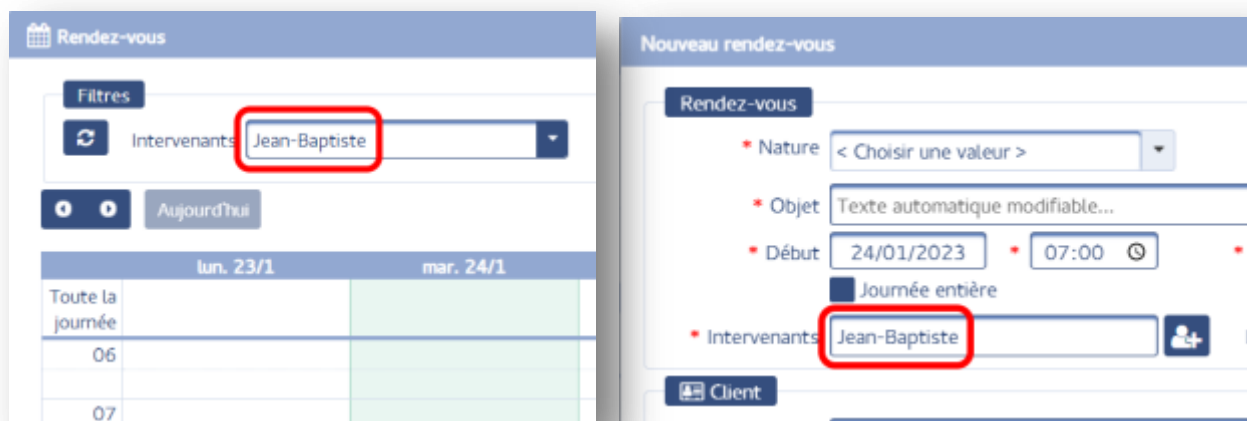 Rendez-vous
Filtres
Intervenants Jean-Baptiste
Aujourd'hui
lun. 23/1 mar. 24/1
Toute la
journée
06
07
Nouveau rendez-vous
Rendez-vous
* Nature < Choisir une valeur >
* Objet Texte automatique modifiable...
* Début 24/01/2023 * 07:00 *
Journée entière
* Intervenants Jean-Baptiste
Client